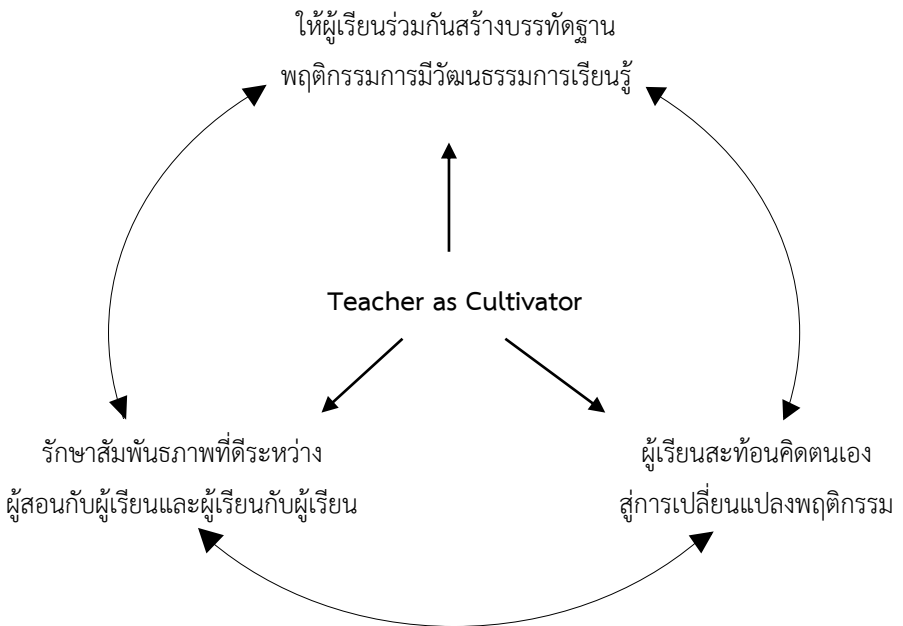 ให้ผู้เรียนร่วมกันสร้างบรรทัดฐาน
พฤติกรรมการมีวัฒนธรรมการเรียนรู้
Teacher as Cultivator
รักษาสัมพันธภาพที่ดีระหว่าง
ผู้สอนกับผู้เรียนและผู้เรียนกับผู้เรียน
ผู้เรียนสะท้อนคิดตนเอง
สู่การเปลี่ยนแปลงพฤติกรรม